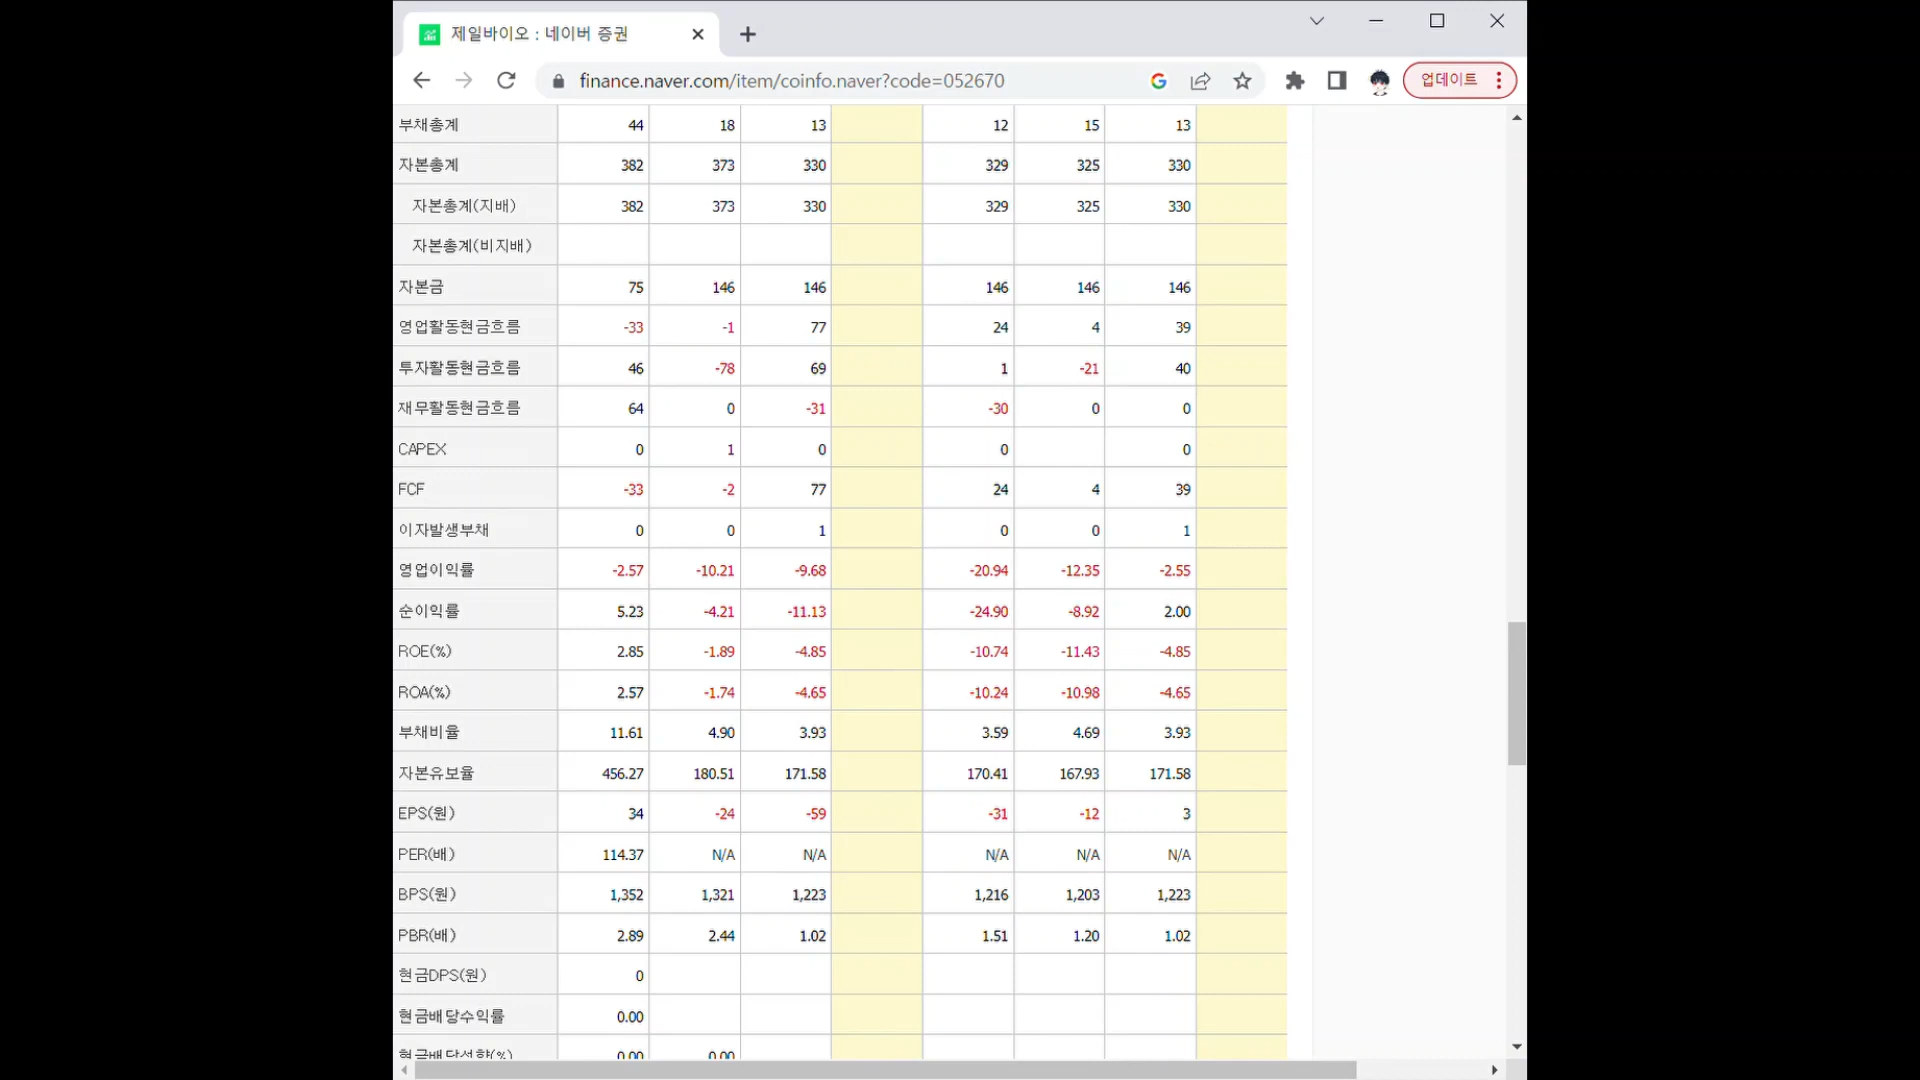 제일바이오 : 네이버 증권
finance.naver.com/item/coinfo.naver?code=052670
업데이트
부채총계 44 18 13 12 15 13
자본총계 382 373 330 329 325 330
자본총계(지배) 382 373 330 329 325 330
자본총계(비지배)
자본금 75 146 146 146 146 146
영업활동현금흐름 -33 -1 77 24 4 39
투자활동현금흐름 46 -78 69 1 -21 40
재무활동현금흐름 64 0 -31 -30 0 0
CAPEX 0 1 0 0 0
FCF -33 -2 77 24 4 39
이자발생부채 0 0 1 0 0 1
영업이익률 -2.57 -10.21 -9.68 -20.94 -12.35 -2.55
순이익률 5.23 -4.21 -11.13 -24.90 -8.92 2.00
ROE(%) 2.85 -1.89 -4.85 -10.74 -11.43 -4.85
ROA(%) 2.57 -1.74 -4.65 -10.24 -10.98 -4.65
부채비율 11.61 4.90 3.93 3.59 4.69 3.93
자본유보율 456.27 180.51 171.58 170.41 167.93 171.58
EPS(원) 34 -24 -59 -31 -12 3
PER(배) 114.37 N/A N/A N/A N/A N/A
BPS(원) 1,352 1,321 1,223 1,216 1,203 1,223
PBR(배) 2.89 2.44 1.02 1.51 1.20 1.02
현금DPS(원) 0
현금배당수익률 0.00
현금배당성향(%) 0.00 0.00